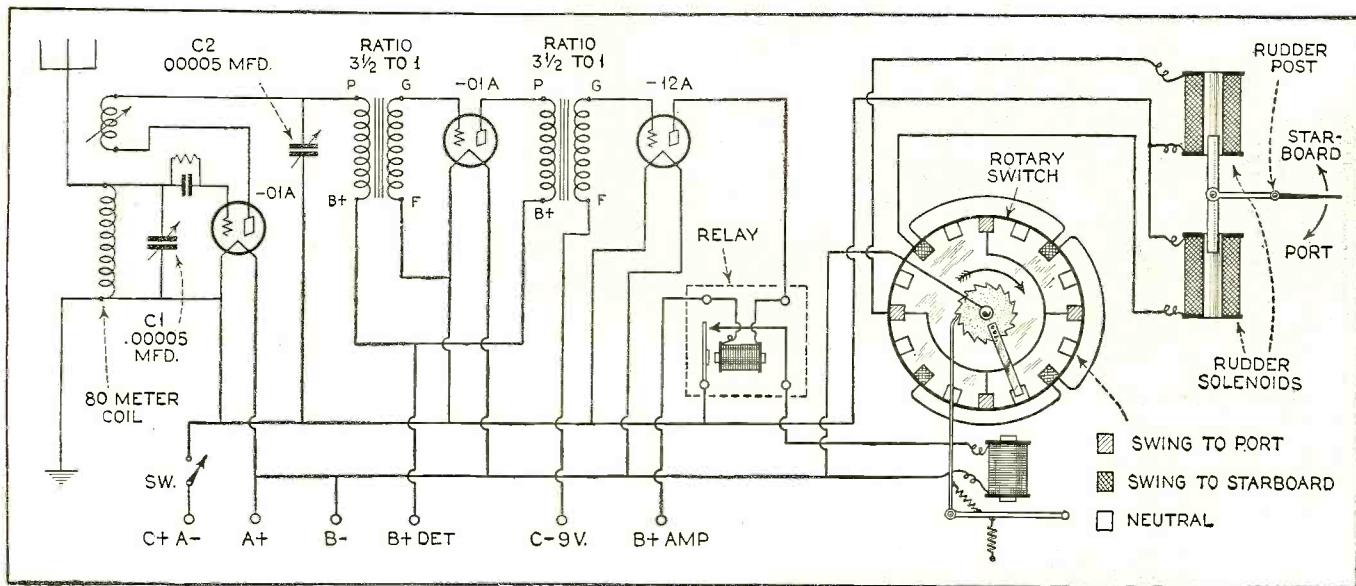 C2
00005 MFD.
RATIO
3½ TO 1
-01A
RATIO
3½ TO 1
-12A
P
G
P
G
B+
F
B+
F
-01A
C1
.00005
MFD.
80 METER
COIL
RELAY
ROTARY
SWITCH
RUDDER
POST
STAR-
BOARD
PORT
RUDDER
SOLENOIDS
SWING TO PORT
SWING TO STARBOARD
NEUTRAL
SW.
C+ A-
A+
B-
B+ DET
C-9V.
B+ AMP